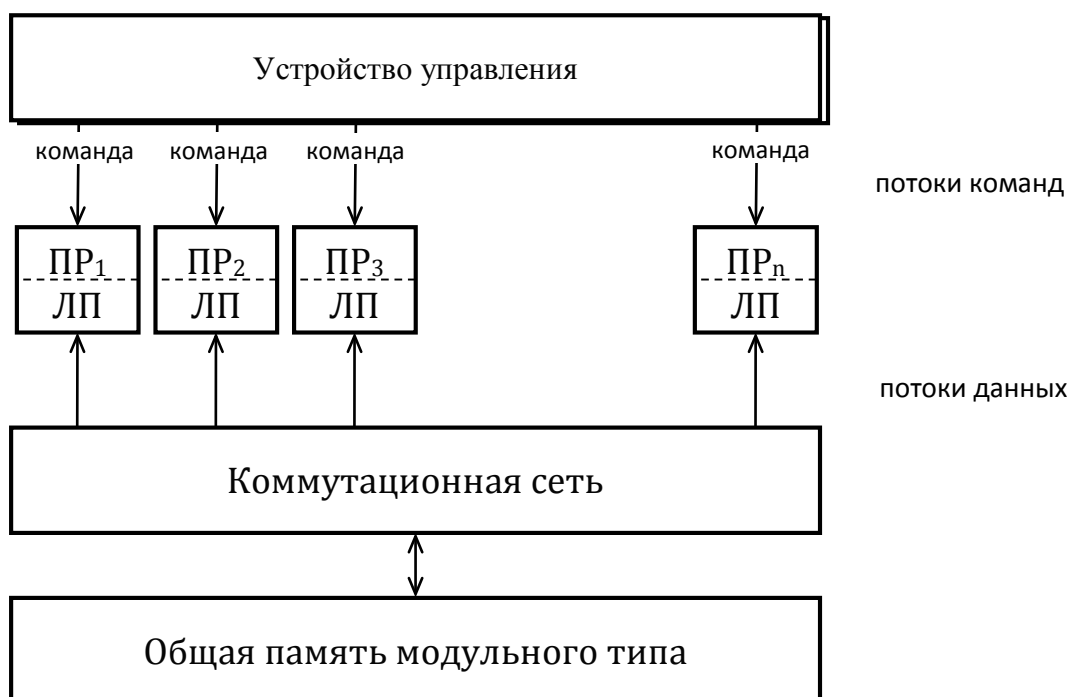 Устройство управления
команда команда команда команда
потоки команд
ПР₁ ПР₂ ПР₃ ПРₙ
ЛП ЛП ЛП ЛП
потоки данных
Коммутационная сеть
Общая память модульного типа